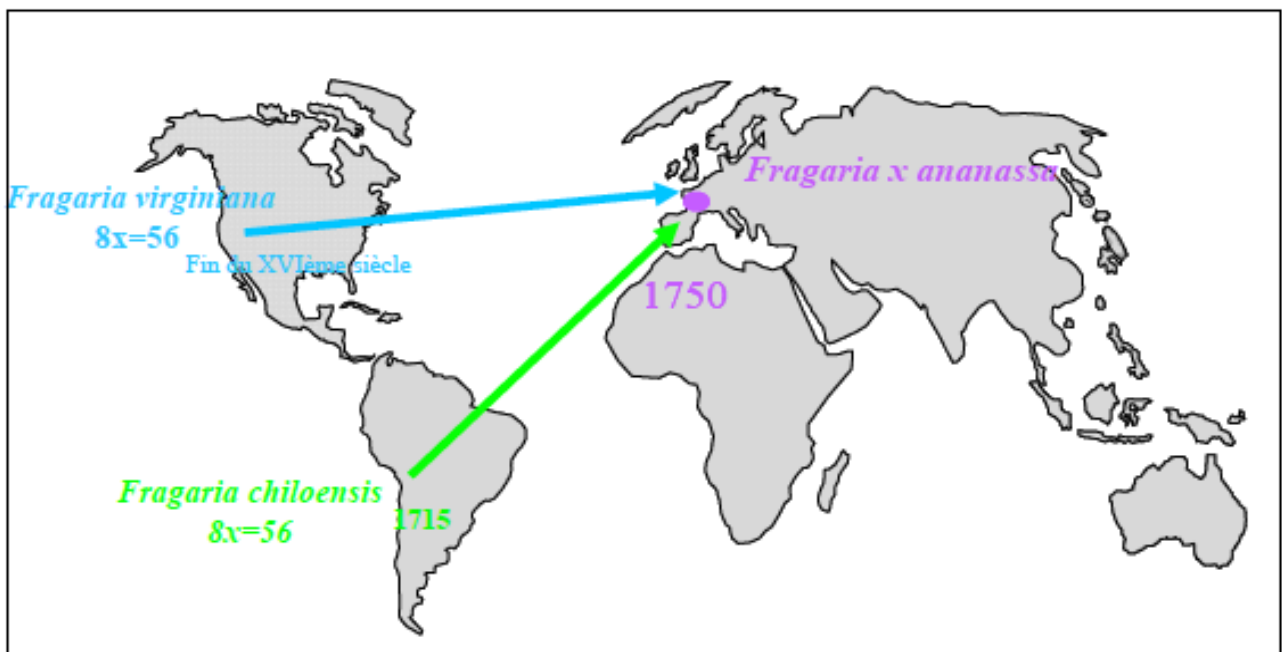 Fragaria x ananassa
Fragaria virginiana
8x=56
Fin du XVIème siècle
1750
Fragaria chiloensis
8x=56
1715